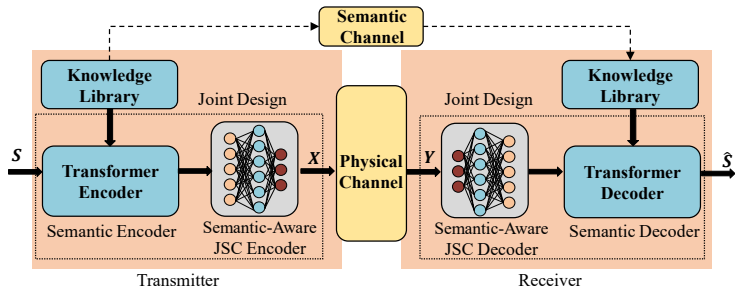 Semantic
Channel
Knowledge
Library
Knowledge
Library
Joint Design
Joint Design
S
Transformer
Encoder
X
Physical
Channel
Y
Transformer
Decoder
Ŝ
Semantic Encoder
Semantic-Aware
JSC Encoder
Semantic-Aware
JSC Decoder
Semantic Decoder
Transmitter
Receiver